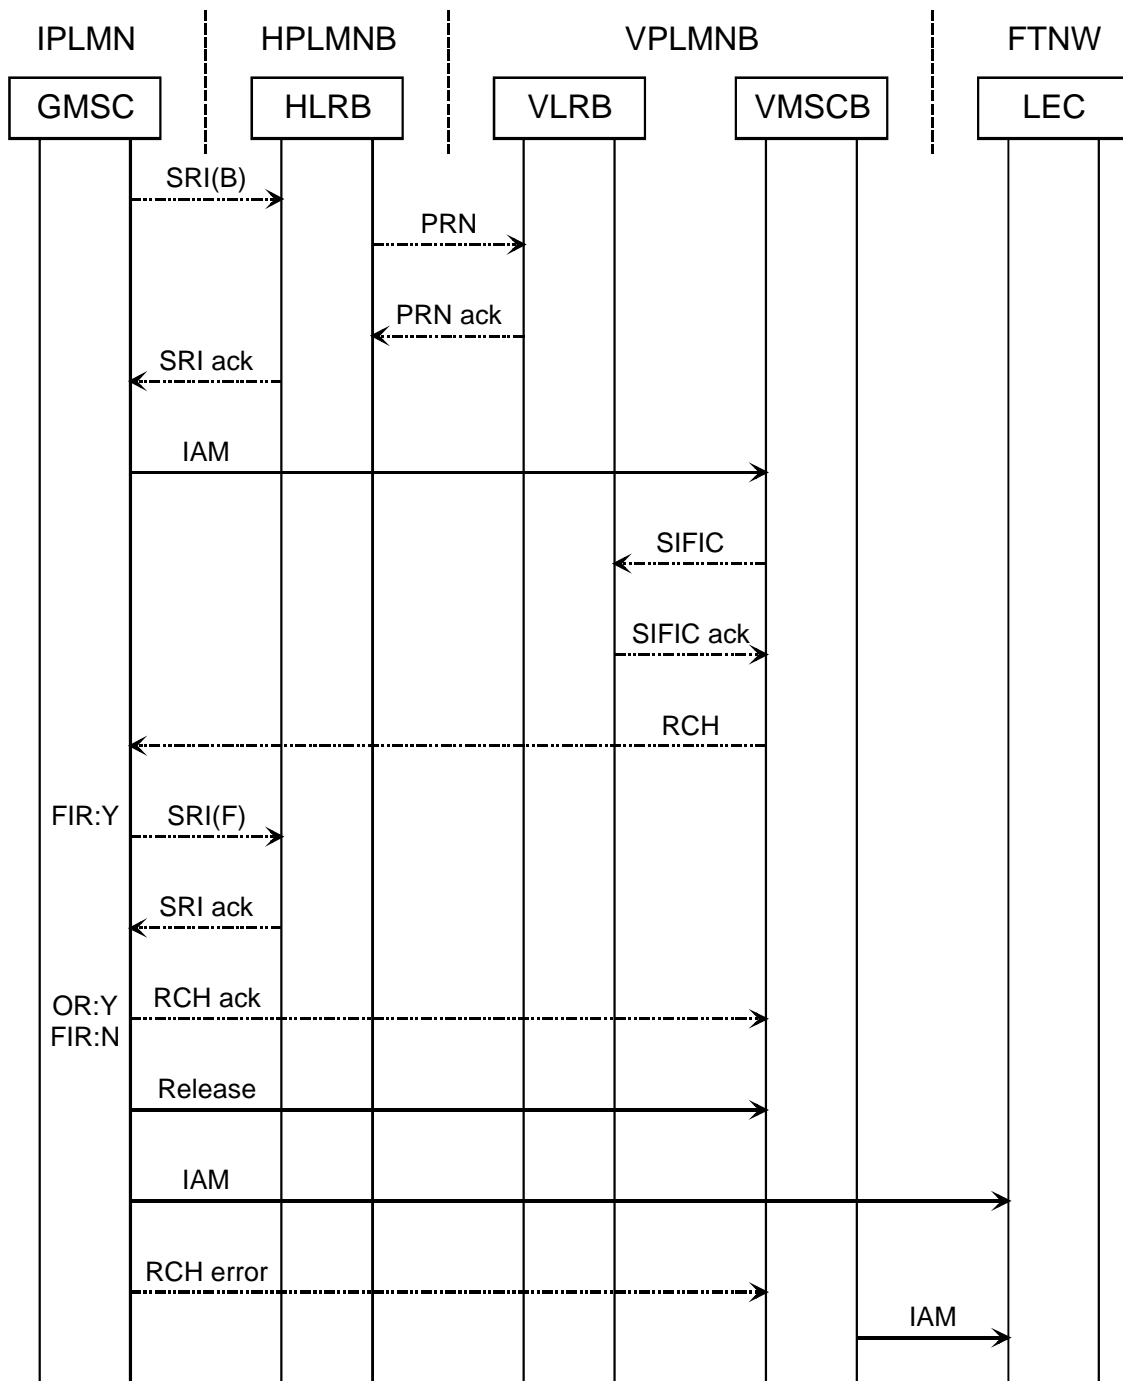 IPLMN
HPLMNB
VPLMNB
FTNW
GMSC
HLRB
VLRB
VMSCB
LEC
SRI(B)
PRN
PRN ack
SRI ack
IAM
SIFIC
SIFIC ack
RCH
FIR:Y
SRI(F)
SRI ack
OR:Y
FIR:N
RCH ack
Release
IAM
RCH error
IAM